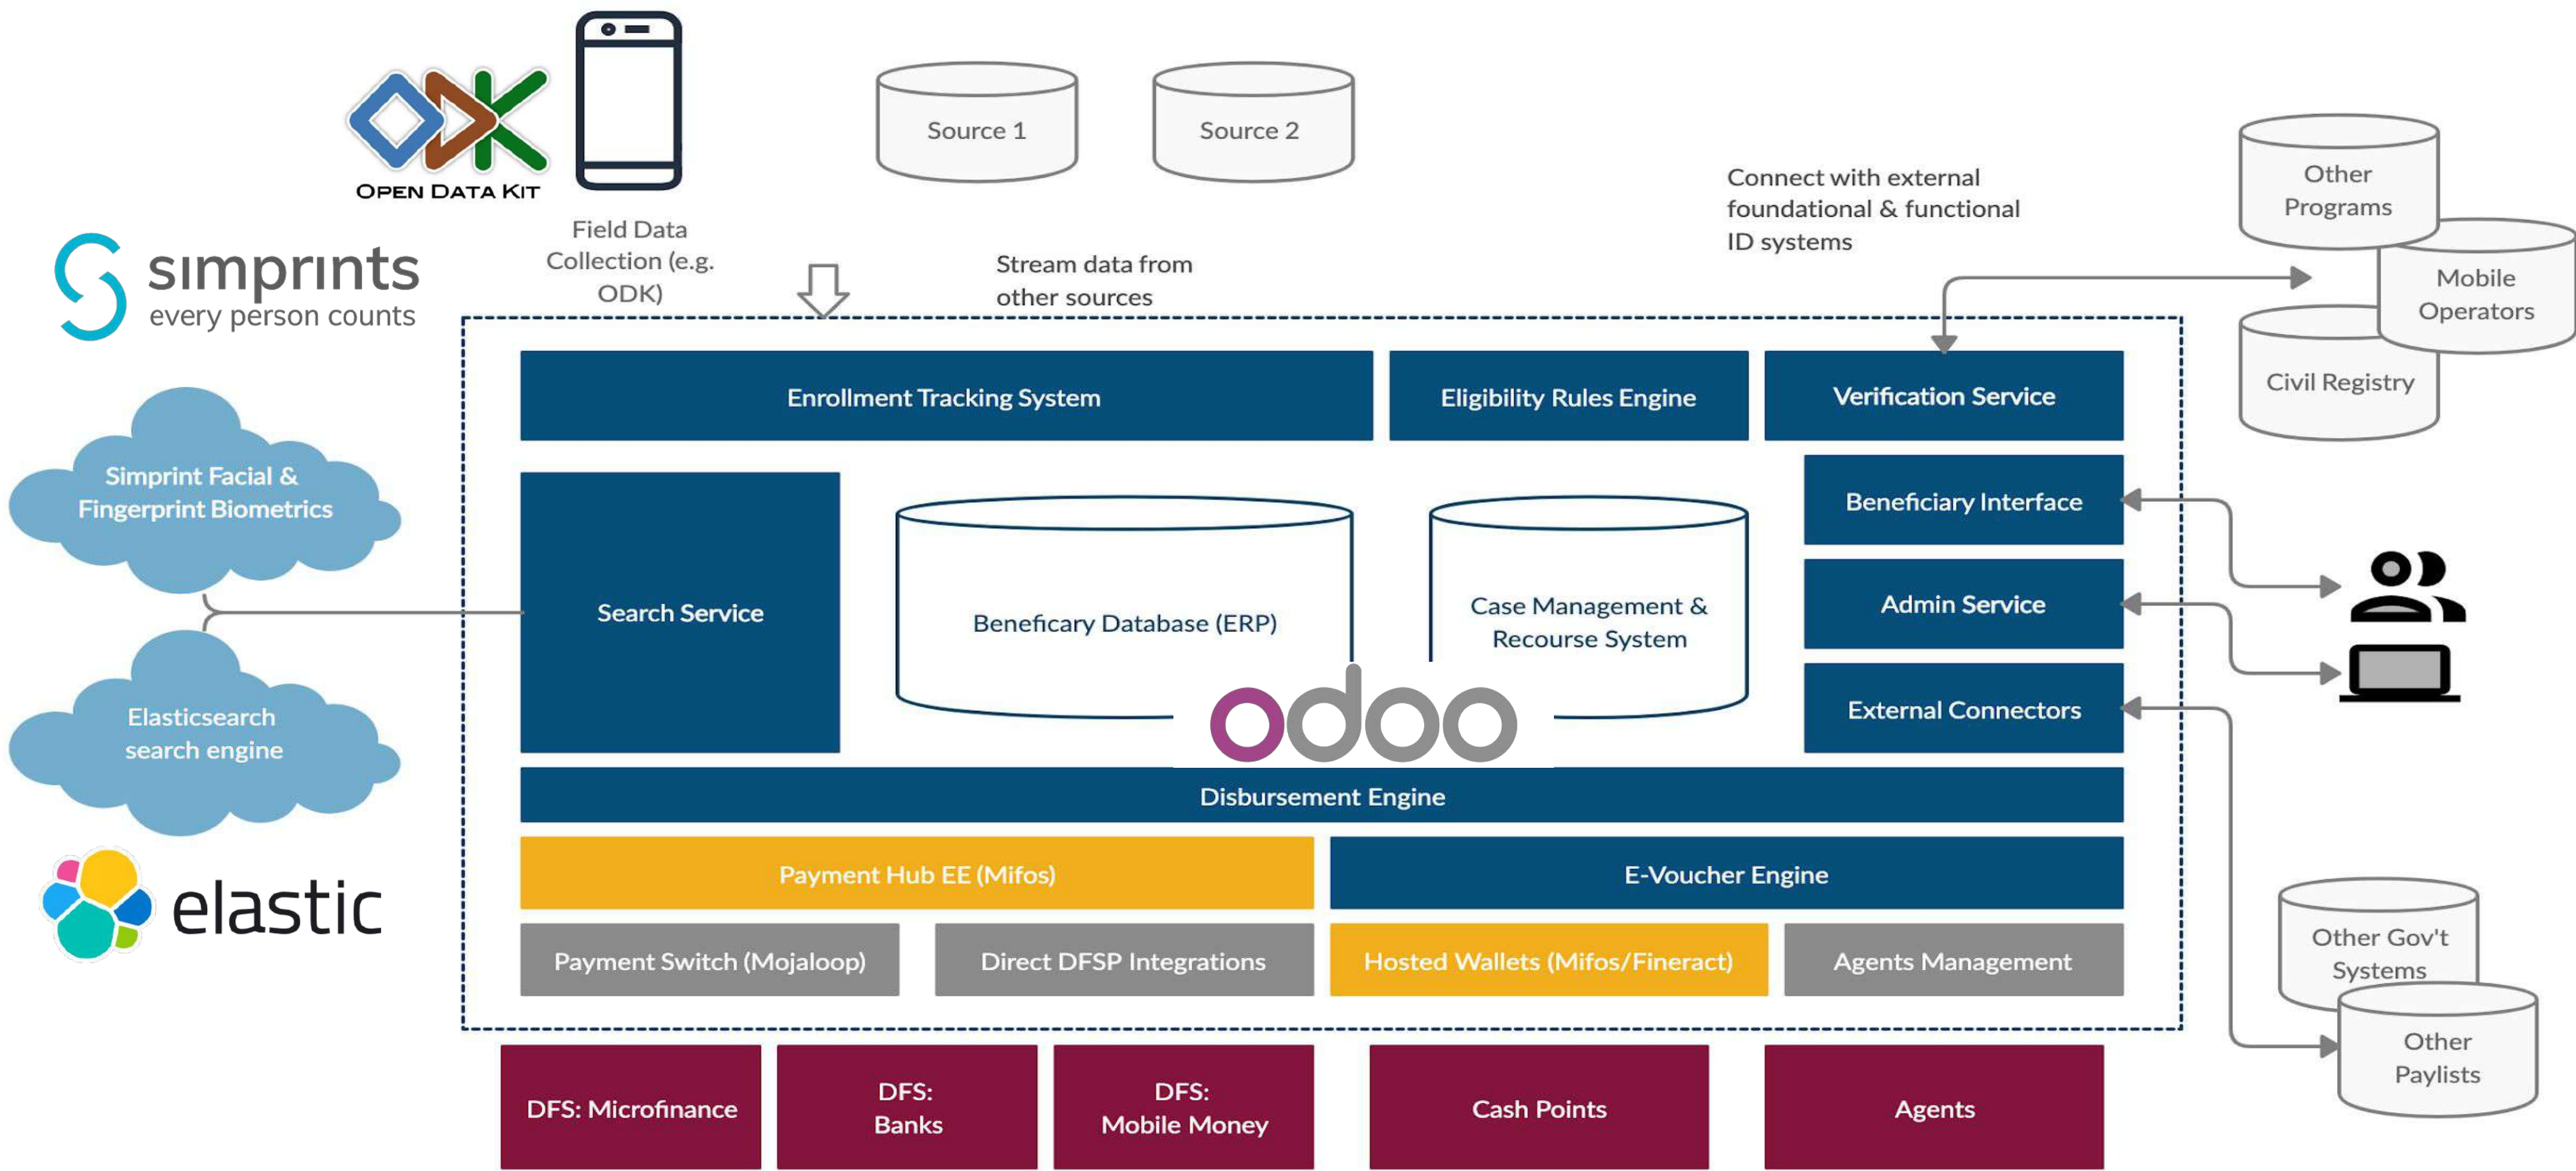 OPEN DATA KIT
Source 1
Source 2
Field Data
Collection (e.g.
ODK)
Stream data from
other sources
Connect with external
foundational & functional
ID systems
Other
Programs
Mobile
Operators
Civil Registry
simprints
every person counts
Simprint Facial &
Fingerprint Biometrics
Elasticsearch
search engine
elastic
Enrollment Tracking System
Eligibility Rules Engine
Verification Service
Search Service
Beneficary Database (ERP)
Case Management &
Recourse System
odoo
Beneficiary Interface
Admin Service
External Connectors
Disbursement Engine
Payment Hub EE (Mifos)
E-Voucher Engine
Payment Switch (Mojaloop)
Direct DFSP Integrations
Hosted Wallets (Mifos/Fineract)
Agents Management
Other Gov't
Systems
Other
Paylists
DFS: Microfinance
DFS:
Banks
DFS:
Mobile Money
Cash Points
Agents